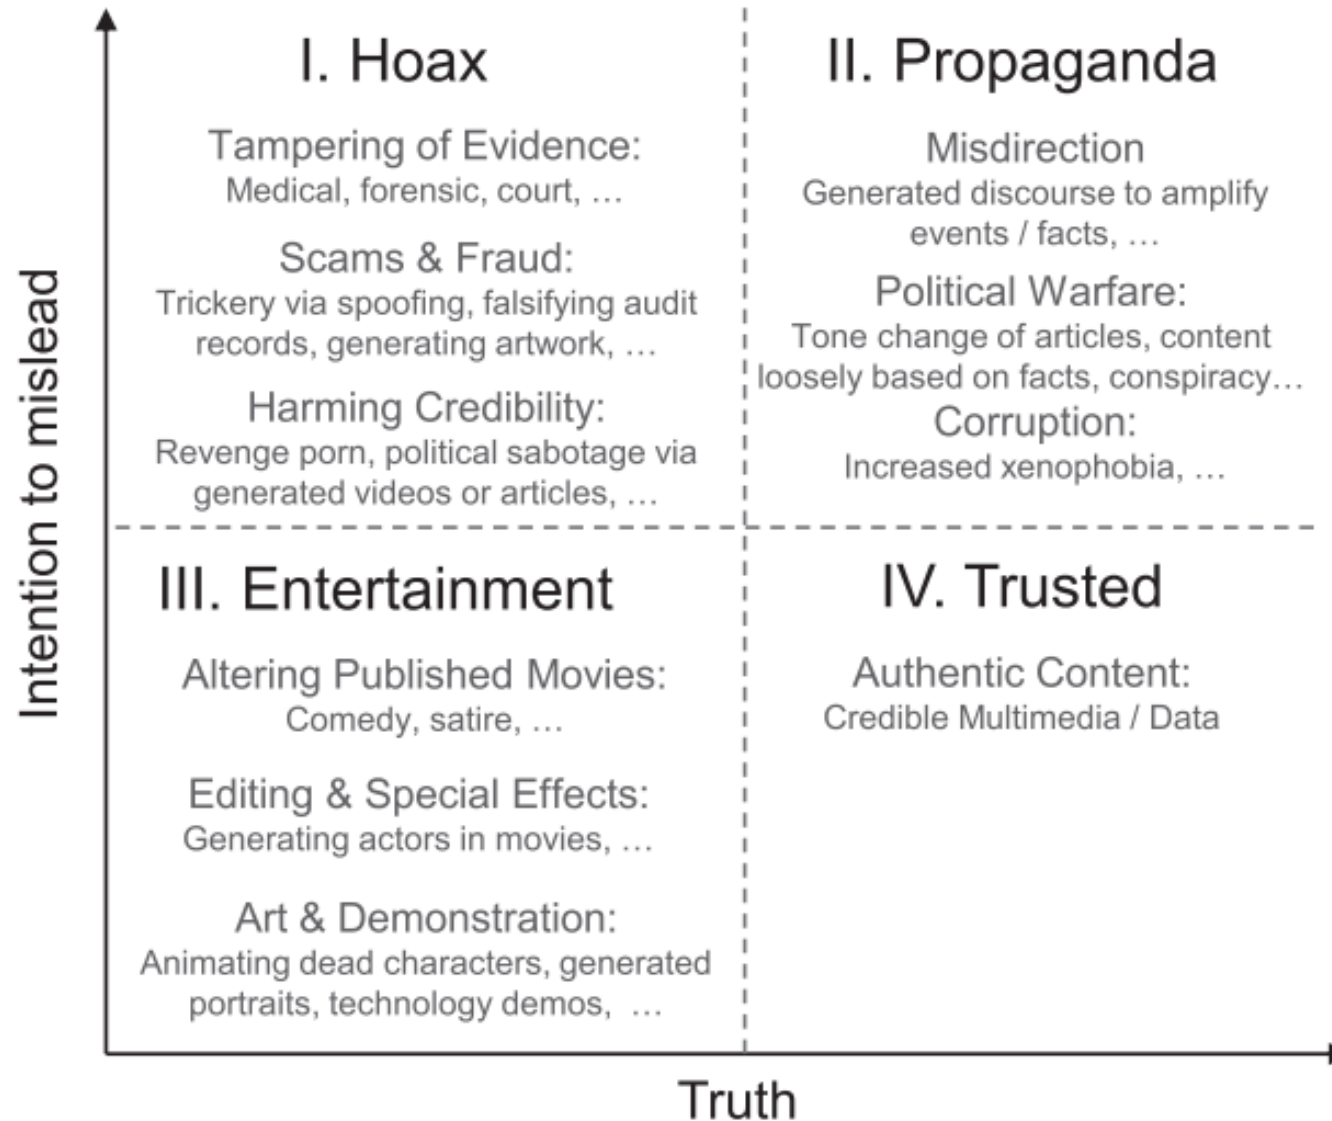 Intention to mislead
I. Hoax
Tampering of Evidence:
Medical, forensic, court, …
Scams & Fraud:
Trickery via spoofing, falsifying audit
records, generating artwork, …
Harming Credibility:
Revenge porn, political sabotage via
generated videos or articles, …
II. Propaganda
Misdirection
Generated discourse to amplify
events / facts, …
Political Warfare:
Tone change of articles, content
loosely based on facts, conspiracy…
Corruption:
Increased xenophobia, …
III. Entertainment
Altering Published Movies:
Comedy, satire, …
Editing & Special Effects:
Generating actors in movies, …
Art & Demonstration:
Animating dead characters, generated
portraits, technology demos, …
IV. Trusted
Authentic Content:
Credible Multimedia / Data
Truth